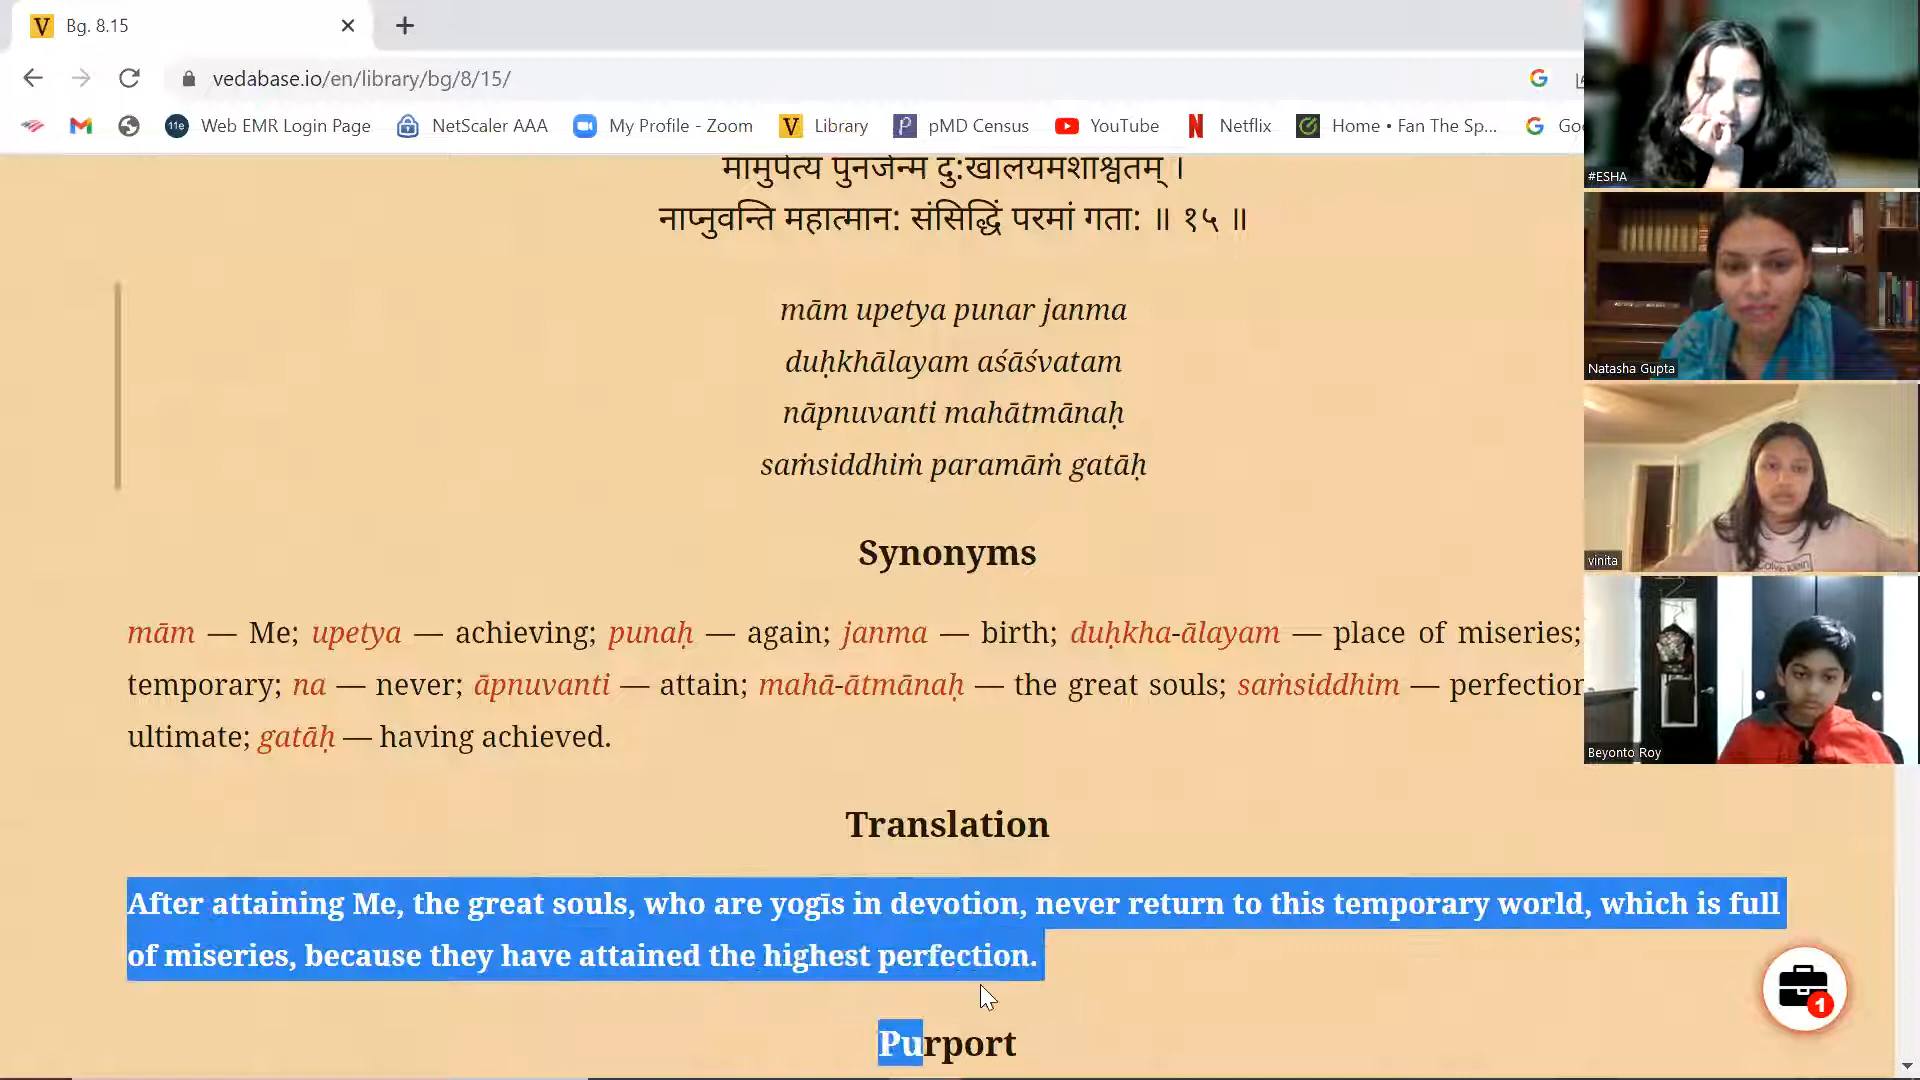 Bg. 8.15
vedabase.io/en/library/bg/8/15/
11e Web EMR Login Page NetScaler AAA My Profile - Zoom Library pMD Census YouTube Netflix Home • Fan The Sp... Goo
मामुपेत्य पुनर्जन्म दु:खालयमशाश्वतम् ।
नाप्‍नुवन्ति महात्मान: संसिद्धिं परमां गता: ॥ १५ ॥
mām upetya punar janma
duḥkhālayam aśāśvatam
nāpnuvanti mahātmānaḥ
saṁsiddhiṁ paramāṁ gatāḥ
Synonyms
mām — Me; upetya — achieving; punaḥ — again; janma — birth; duḥkha-ālayam — place of miseries;
temporary; na — never; āpnuvanti — attain; mahā-ātmānaḥ — the great souls; saṁsiddhim — perfection
ultimate; gatāḥ — having achieved.
Translation
After attaining Me, the great souls, who are yogīs in devotion, never return to this temporary world, which is full
of miseries, because they have attained the highest perfection.
Purport
1
#ESHA
Natasha Gupta
vinita
Calvin Klein
Beyonto Roy